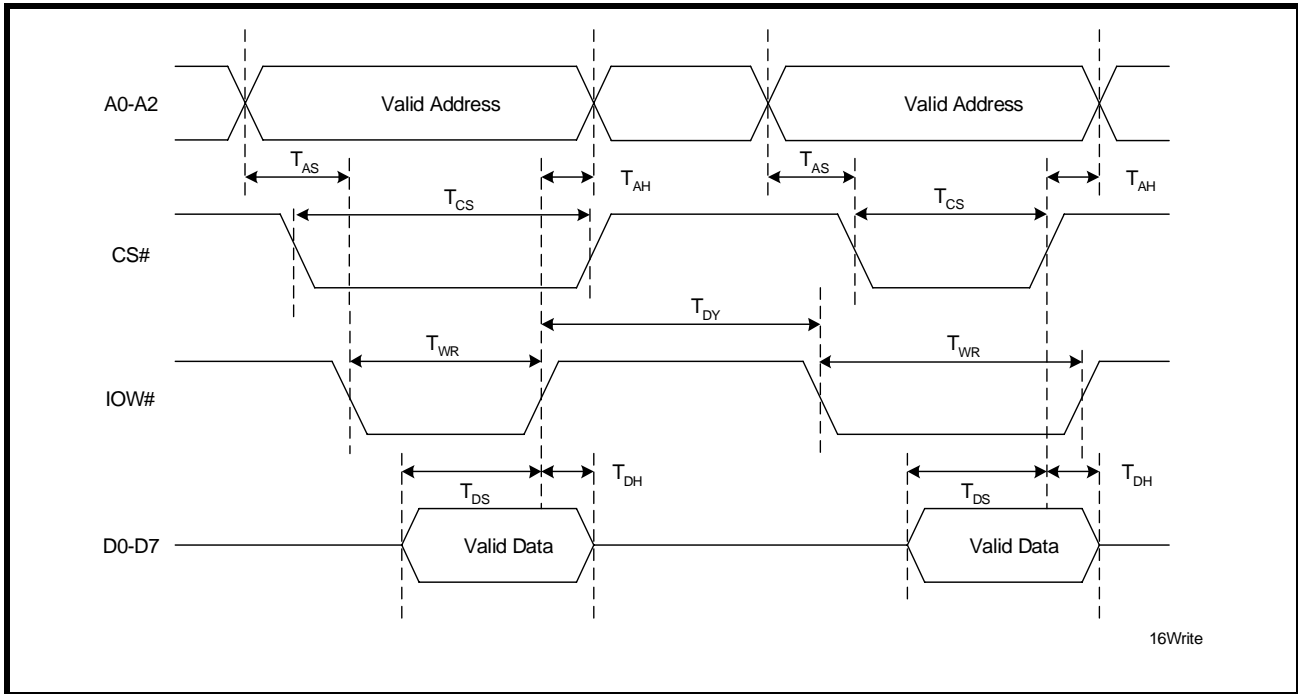 A0-A2 Valid Address Valid Address
TAS TAH TAS TAH
TCS TCS
CS#
TDY
TWR TWR
IOW#
TDS TDH TDS TDH
D0-D7 Valid Data Valid Data
16Write